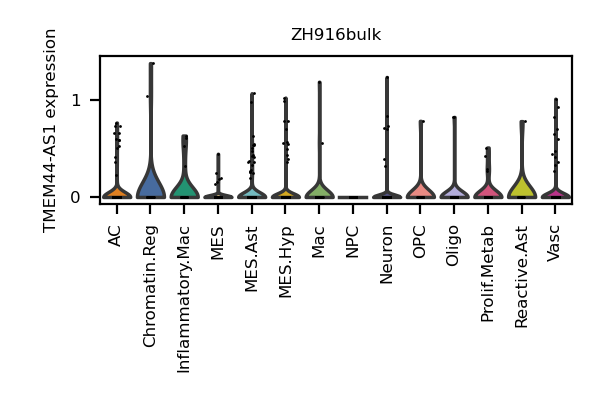 ZH916bulk
TMEM44-AS1 expression
1
0
AC
Chromatin.Reg
Inflammatory.Mac
MES
MES.Ast
MES.Hyp
Mac
NPC
Neuron
OPC
Oligo
Prolif.Metab
Reactive.Ast
Vasc